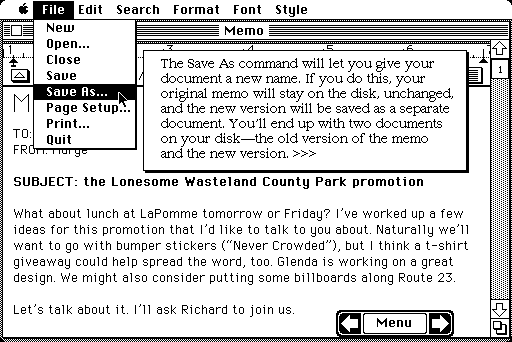 File Edit Search Format Font Style
Memo
New
Open...
Close
Save
Save As...
Page Setup...
Print...
Quit
The Save As command will let you give your
document a new name. If you do this, your
original memo will stay on the disk, unchanged,
and the new version will be saved as a separate
document. You'll end up with two documents
on your disk—the old version of the memo
and the new version. >>>
1
TO:
FROM: Marge
SUBJECT: the Lonesome Wasteland County Park promotion
What about lunch at LaPomme tomorrow or Friday? I've worked up a few
ideas for this promotion that I'd like to talk to you about. Naturally we'll
want to go with bumper stickers ("Never Crowded"), but I think a t-shirt
giveaway could help spread the word, too. Glenda is working on a great
design. We might also consider putting some billboards along Route 23.
Let's talk about it. I'll ask Richard to join us.
Menu